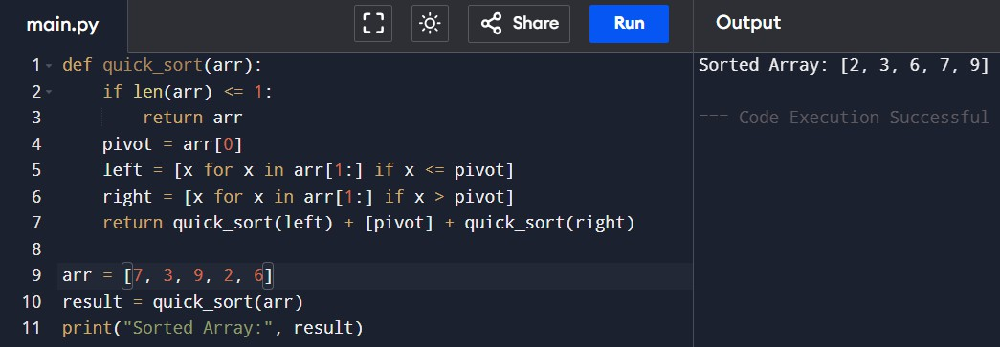 main.py Share Run Output
1 def quick_sort(arr):
2     if len(arr) <= 1:
3         return arr
4     pivot = arr[0]
5     left = [x for x in arr[1:] if x <= pivot]
6     right = [x for x in arr[1:] if x > pivot]
7     return quick_sort(left) + [pivot] + quick_sort(right)
8
9 arr = [7, 3, 9, 2, 6]
10 result = quick_sort(arr)
11 print("Sorted Array:", result)
Sorted Array: [2, 3, 6, 7, 9]
=== Code Execution Successful